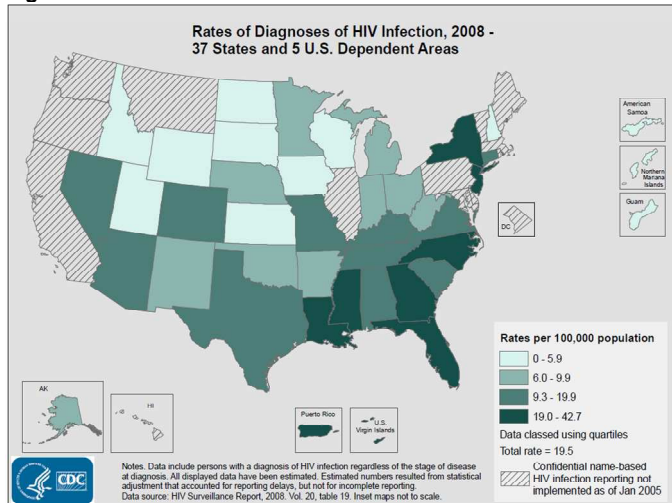 Rates of Diagnoses of HIV Infection, 2008 -
37 States and 5 U.S. Dependent Areas
American
Samoa
Northern
Mariana
Islands
Guam
DC
AK
HI
Puerto Rico
U.S.
Virgin Islands
Rates per 100,000 population
0 - 5.9
6.0 - 9.9
9.3 - 19.9
19.0 - 42.7
Data classed using quartiles
Total rate = 19.5
Confidential name-based
HIV infection reporting not
implemented as of Jan 2005
CDC
Notes. Data include persons with a diagnosis of HIV infection regardless of the stage of disease
at diagnosis. All displayed data have been estimated. Estimated numbers resulted from statistical
adjustment that accounted for reporting delays, but not for incomplete reporting.
Data source: HIV Surveillance Report, 2008. Vol. 20, table 19. Inset maps not to scale.